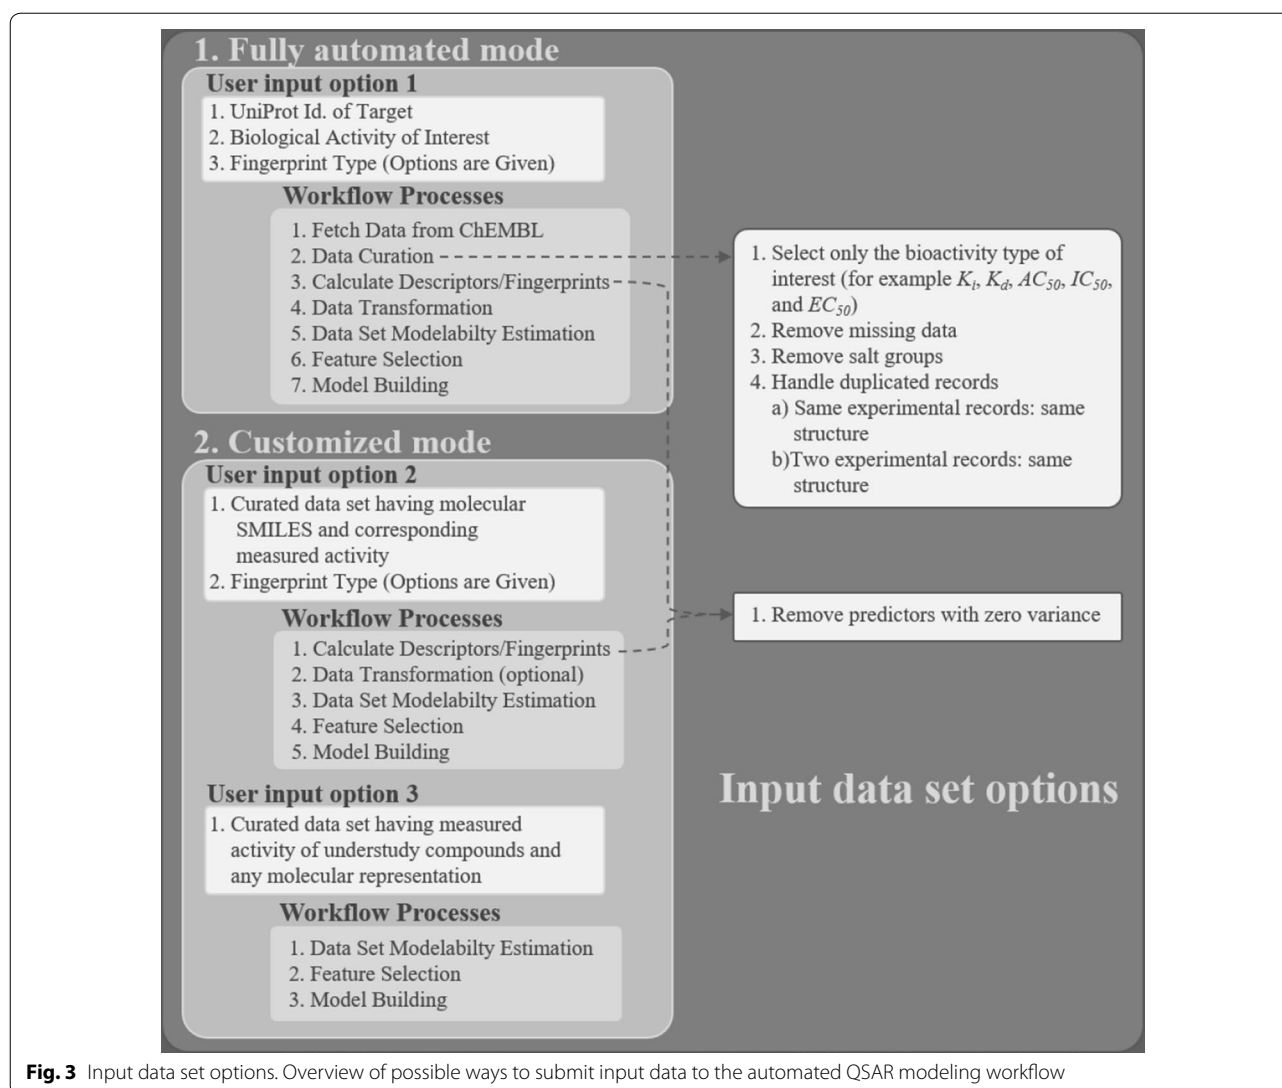 1. Fully automated mode
User input option 1
1. UniProt Id. of Target
2. Biological Activity of Interest
3. Fingerprint Type (Options are Given)
Workflow Processes
1. Fetch Data from ChEMBL
2. Data Curation
3. Calculate Descriptors/Fingerprints
4. Data Transformation
5. Data Set Modelabilty Estimation
6. Feature Selection
7. Model Building
1. Select only the bioactivity type of
interest (for example Ki, Kd, AC50, IC50,
and EC50)
2. Remove missing data
3. Remove salt groups
4. Handle duplicated records
a) Same experimental records: same
structure
b)Two experimental records: same
structure
2. Customized mode
User input option 2
1. Curated data set having molecular
SMILES and corresponding
measured activity
2. Fingerprint Type (Options are Given)
Workflow Processes
1. Calculate Descriptors/Fingerprints
2. Data Transformation (optional)
3. Data Set Modelabilty Estimation
4. Feature Selection
5. Model Building
1. Remove predictors with zero variance
User input option 3
1. Curated data set having measured
activity of understudy compounds and
any molecular representation
Workflow Processes
1. Data Set Modelabilty Estimation
2. Feature Selection
3. Model Building
Input data set options
Fig. 3 Input data set options. Overview of possible ways to submit input data to the automated QSAR modeling workflow